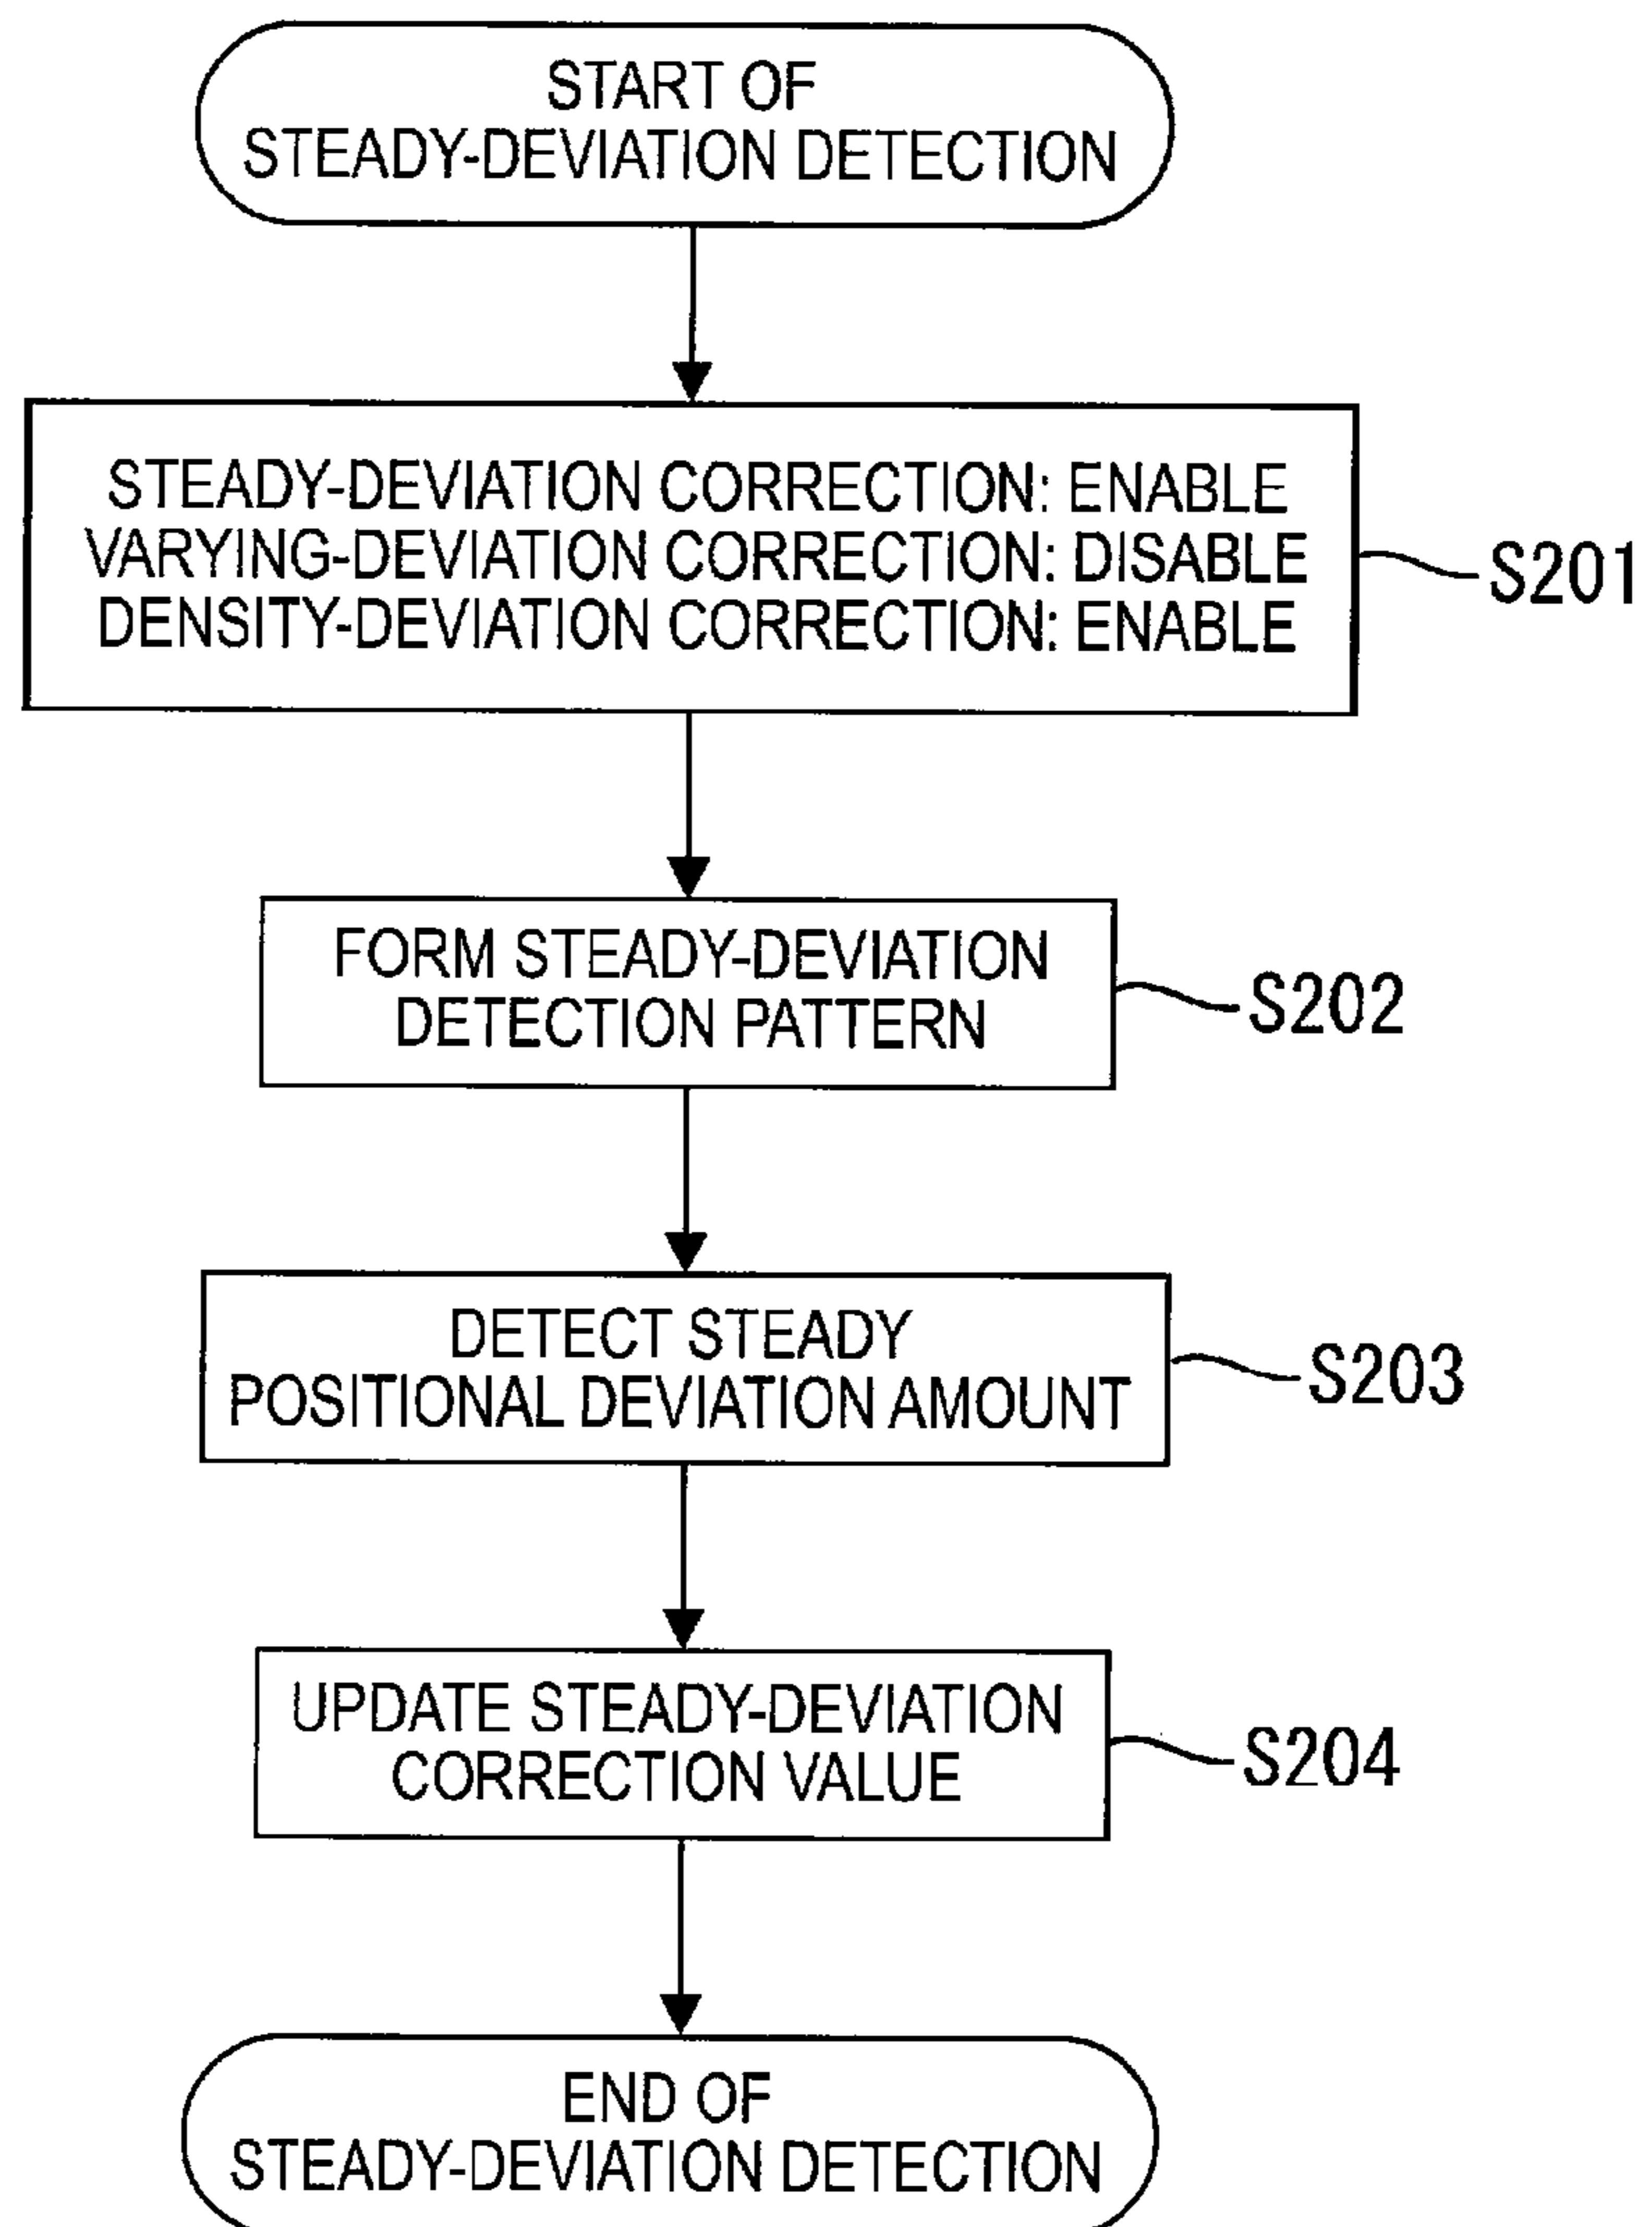 START OF
STEADY-DEVIATION DETECTION
STEADY-DEVIATION CORRECTION: ENABLE
VARYING-DEVIATION CORRECTION: DISABLE
DENSITY-DEVIATION CORRECTION: ENABLE
S201
FORM STEADY-DEVIATION
DETECTION PATTERN
S202
DETECT STEADY
POSITIONAL DEVIATION AMOUNT
S203
UPDATE STEADY-DEVIATION
CORRECTION VALUE
S204
END OF
STEADY-DEVIATION DETECTION